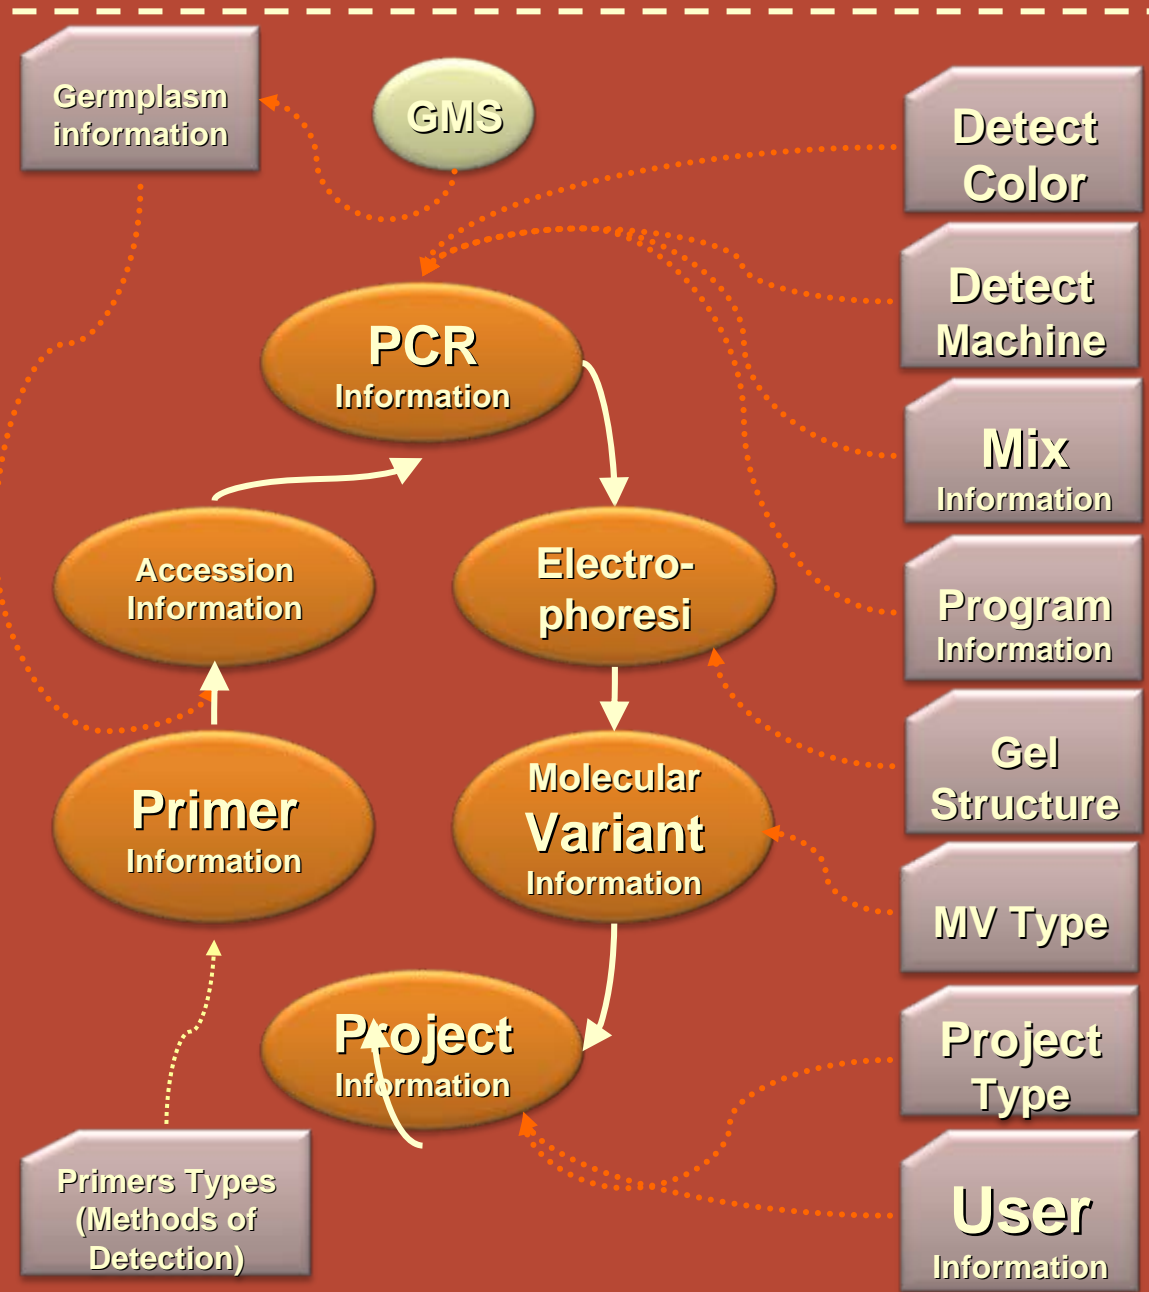 Germplasm
information
GMS
Detect
Color
Detect
Machine
PCR
Information
Mix
Information
Accession
Information
Electro-
phoresi
Program
Information
Primer
Information
Molecular
Variant
Information
Gel
Structure
MV Type
Project
Information
Project
Type
Primers Types
(Methods of
Detection)
User
Information